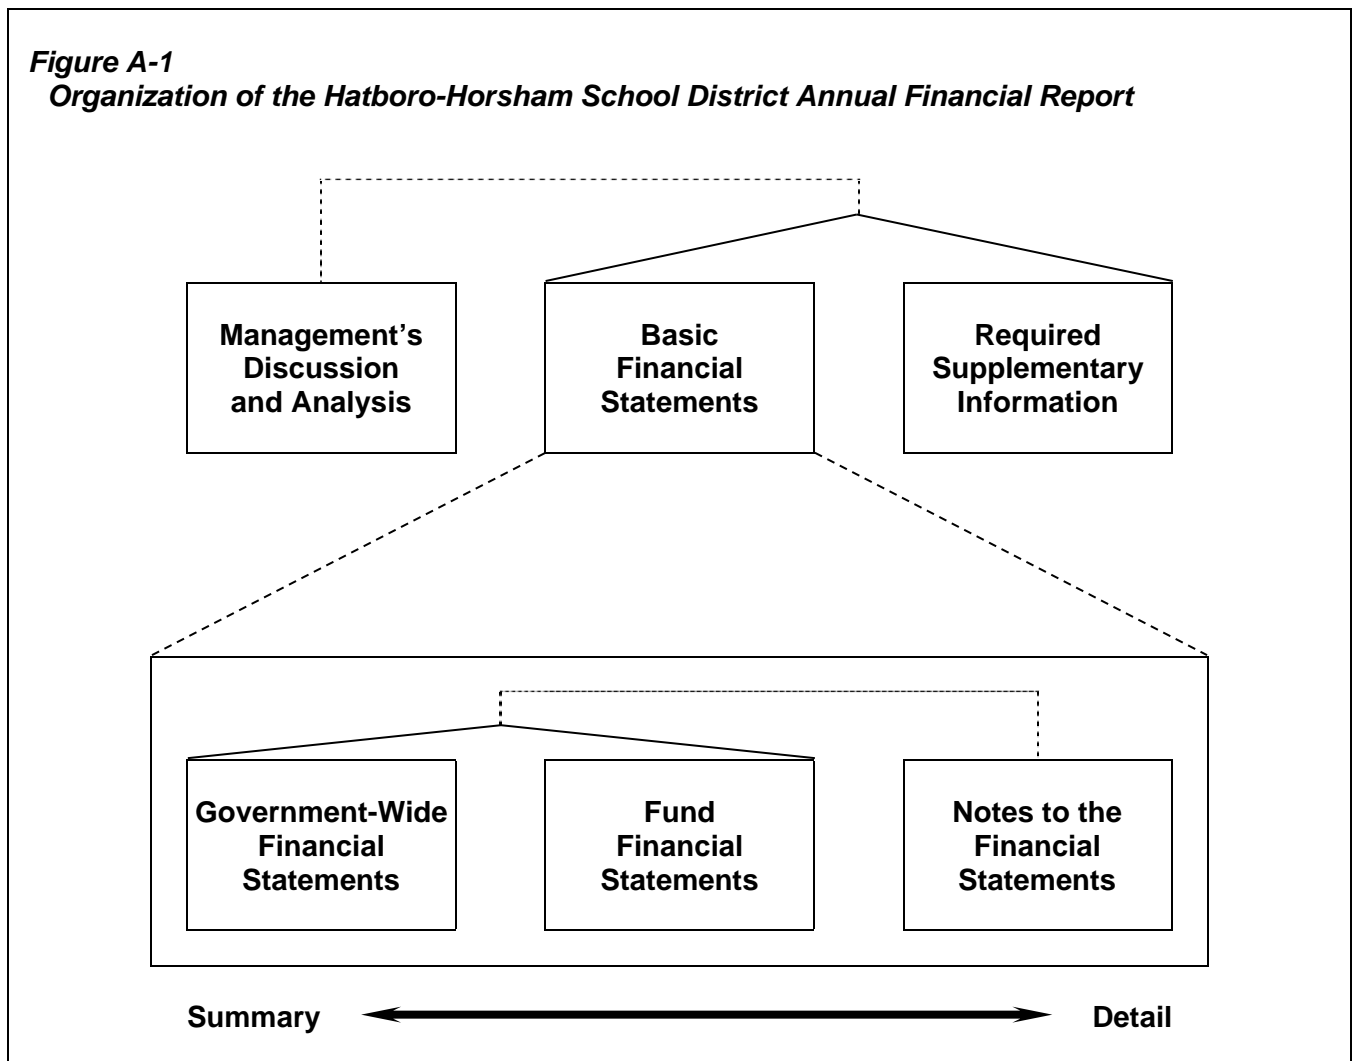 Figure A-1
Organization of the Hatboro-Horsham School District Annual Financial Report
Management’s
Discussion
and Analysis
Basic
Financial
Statements
Required
Supplementary
Information
Government-Wide
Financial
Statements
Fund
Financial
Statements
Notes to the
Financial
Statements
Summary
Detail